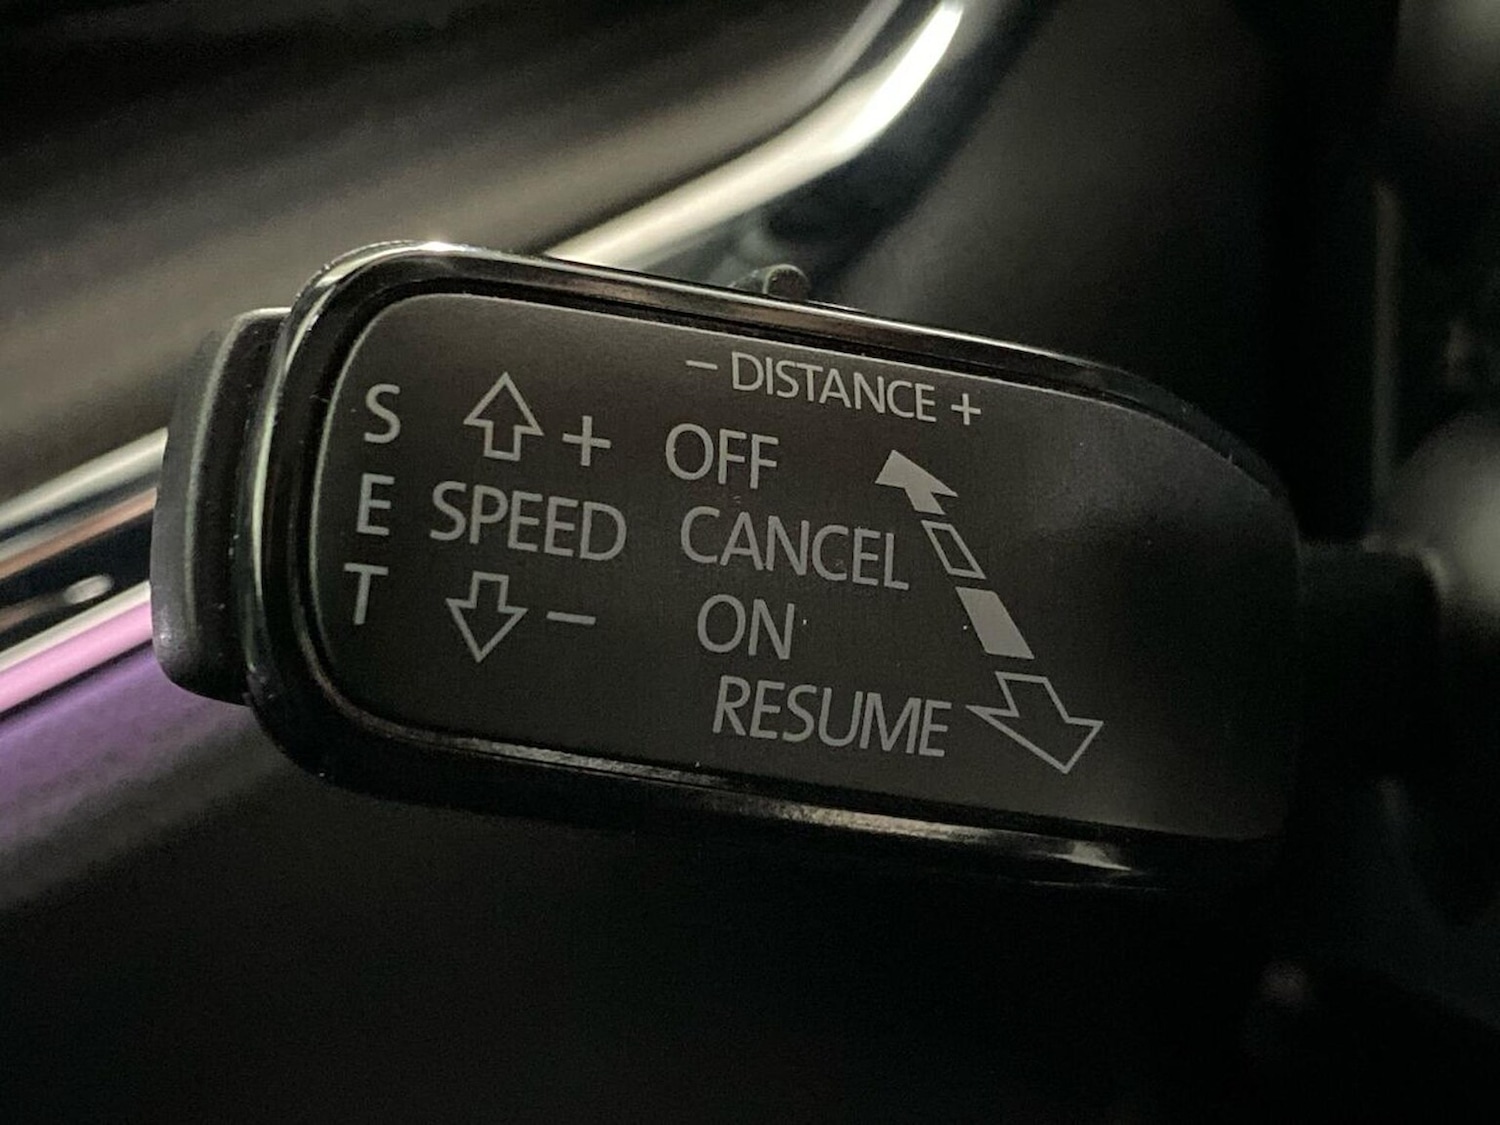 - DISTANCE +
S + OFF
E SPEED CANCEL
T - ON
RESUME